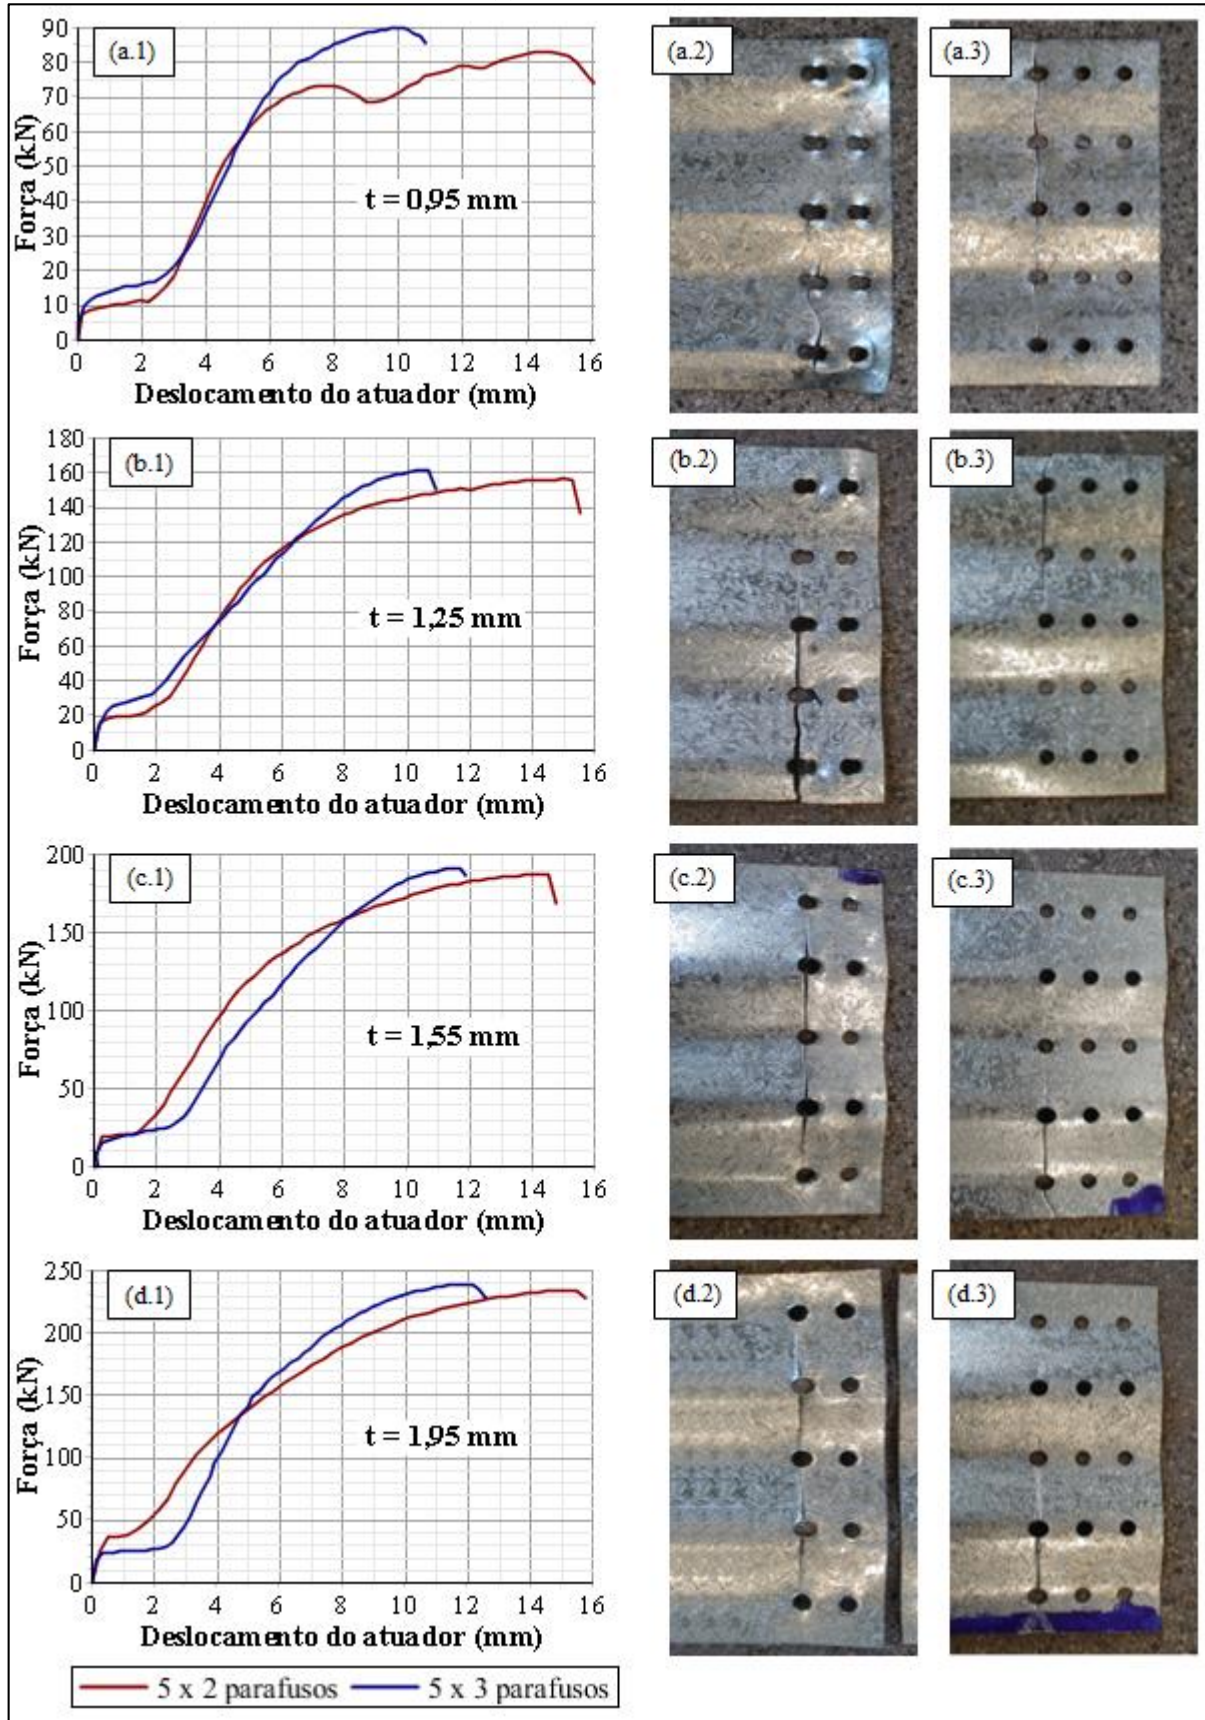 (a.1)
(a.2)
(a.3)
90
80
70
60
50
40
30
20
10
0
Força (kN)
t = 0,95 mm
0 2 4 6 8 10 12 14 16
Deslocamento do atuador (mm)
(b.1)
(b.2)
(b.3)
180
160
140
120
100
80
60
40
20
0
Força (kN)
t = 1,25 mm
0 2 4 6 8 10 12 14 16
Deslocamento do atuador (mm)
(c.1)
(c.2)
(c.3)
200
150
100
50
0
Força (kN)
t = 1,55 mm
0 2 4 6 8 10 12 14 16
Deslocamento do atuador (mm)
(d.1)
(d.2)
(d.3)
250
200
150
100
50
0
Força (kN)
t = 1,95 mm
0 2 4 6 8 10 12 14 16
Deslocamento do atuador (mm)
5 x 2 parafusos 5 x 3 parafusos